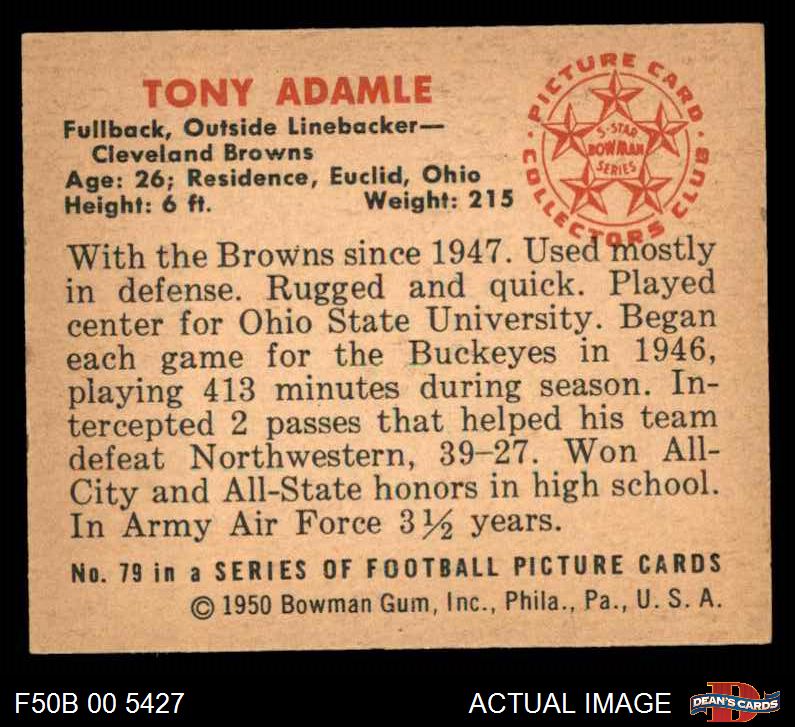 TONY ADAMLE
Fullback, Outside Linebacker—
Cleveland Browns
Age: 26; Residence, Euclid, Ohio
Height: 6 ft. Weight: 215
PICTURE CARD
COLLECTORS CLUB
5-STAR
BOWMAN
SERIES
With the Browns since 1947. Used mostly
in defense. Rugged and quick. Played
center for Ohio State University. Began
each game for the Buckeyes in 1946,
playing 413 minutes during season. In-
tercepted 2 passes that helped his team
defeat Northwestern, 39–27. Won All-
City and All-State honors in high school.
In Army Air Force 3½ years.
No. 79 in a SERIES OF FOOTBALL PICTURE CARDS
© 1950 Bowman Gum, Inc., Phila., Pa., U. S. A.
F50B 00 5427
ACTUAL IMAGE
D
DEAN'S CARDS